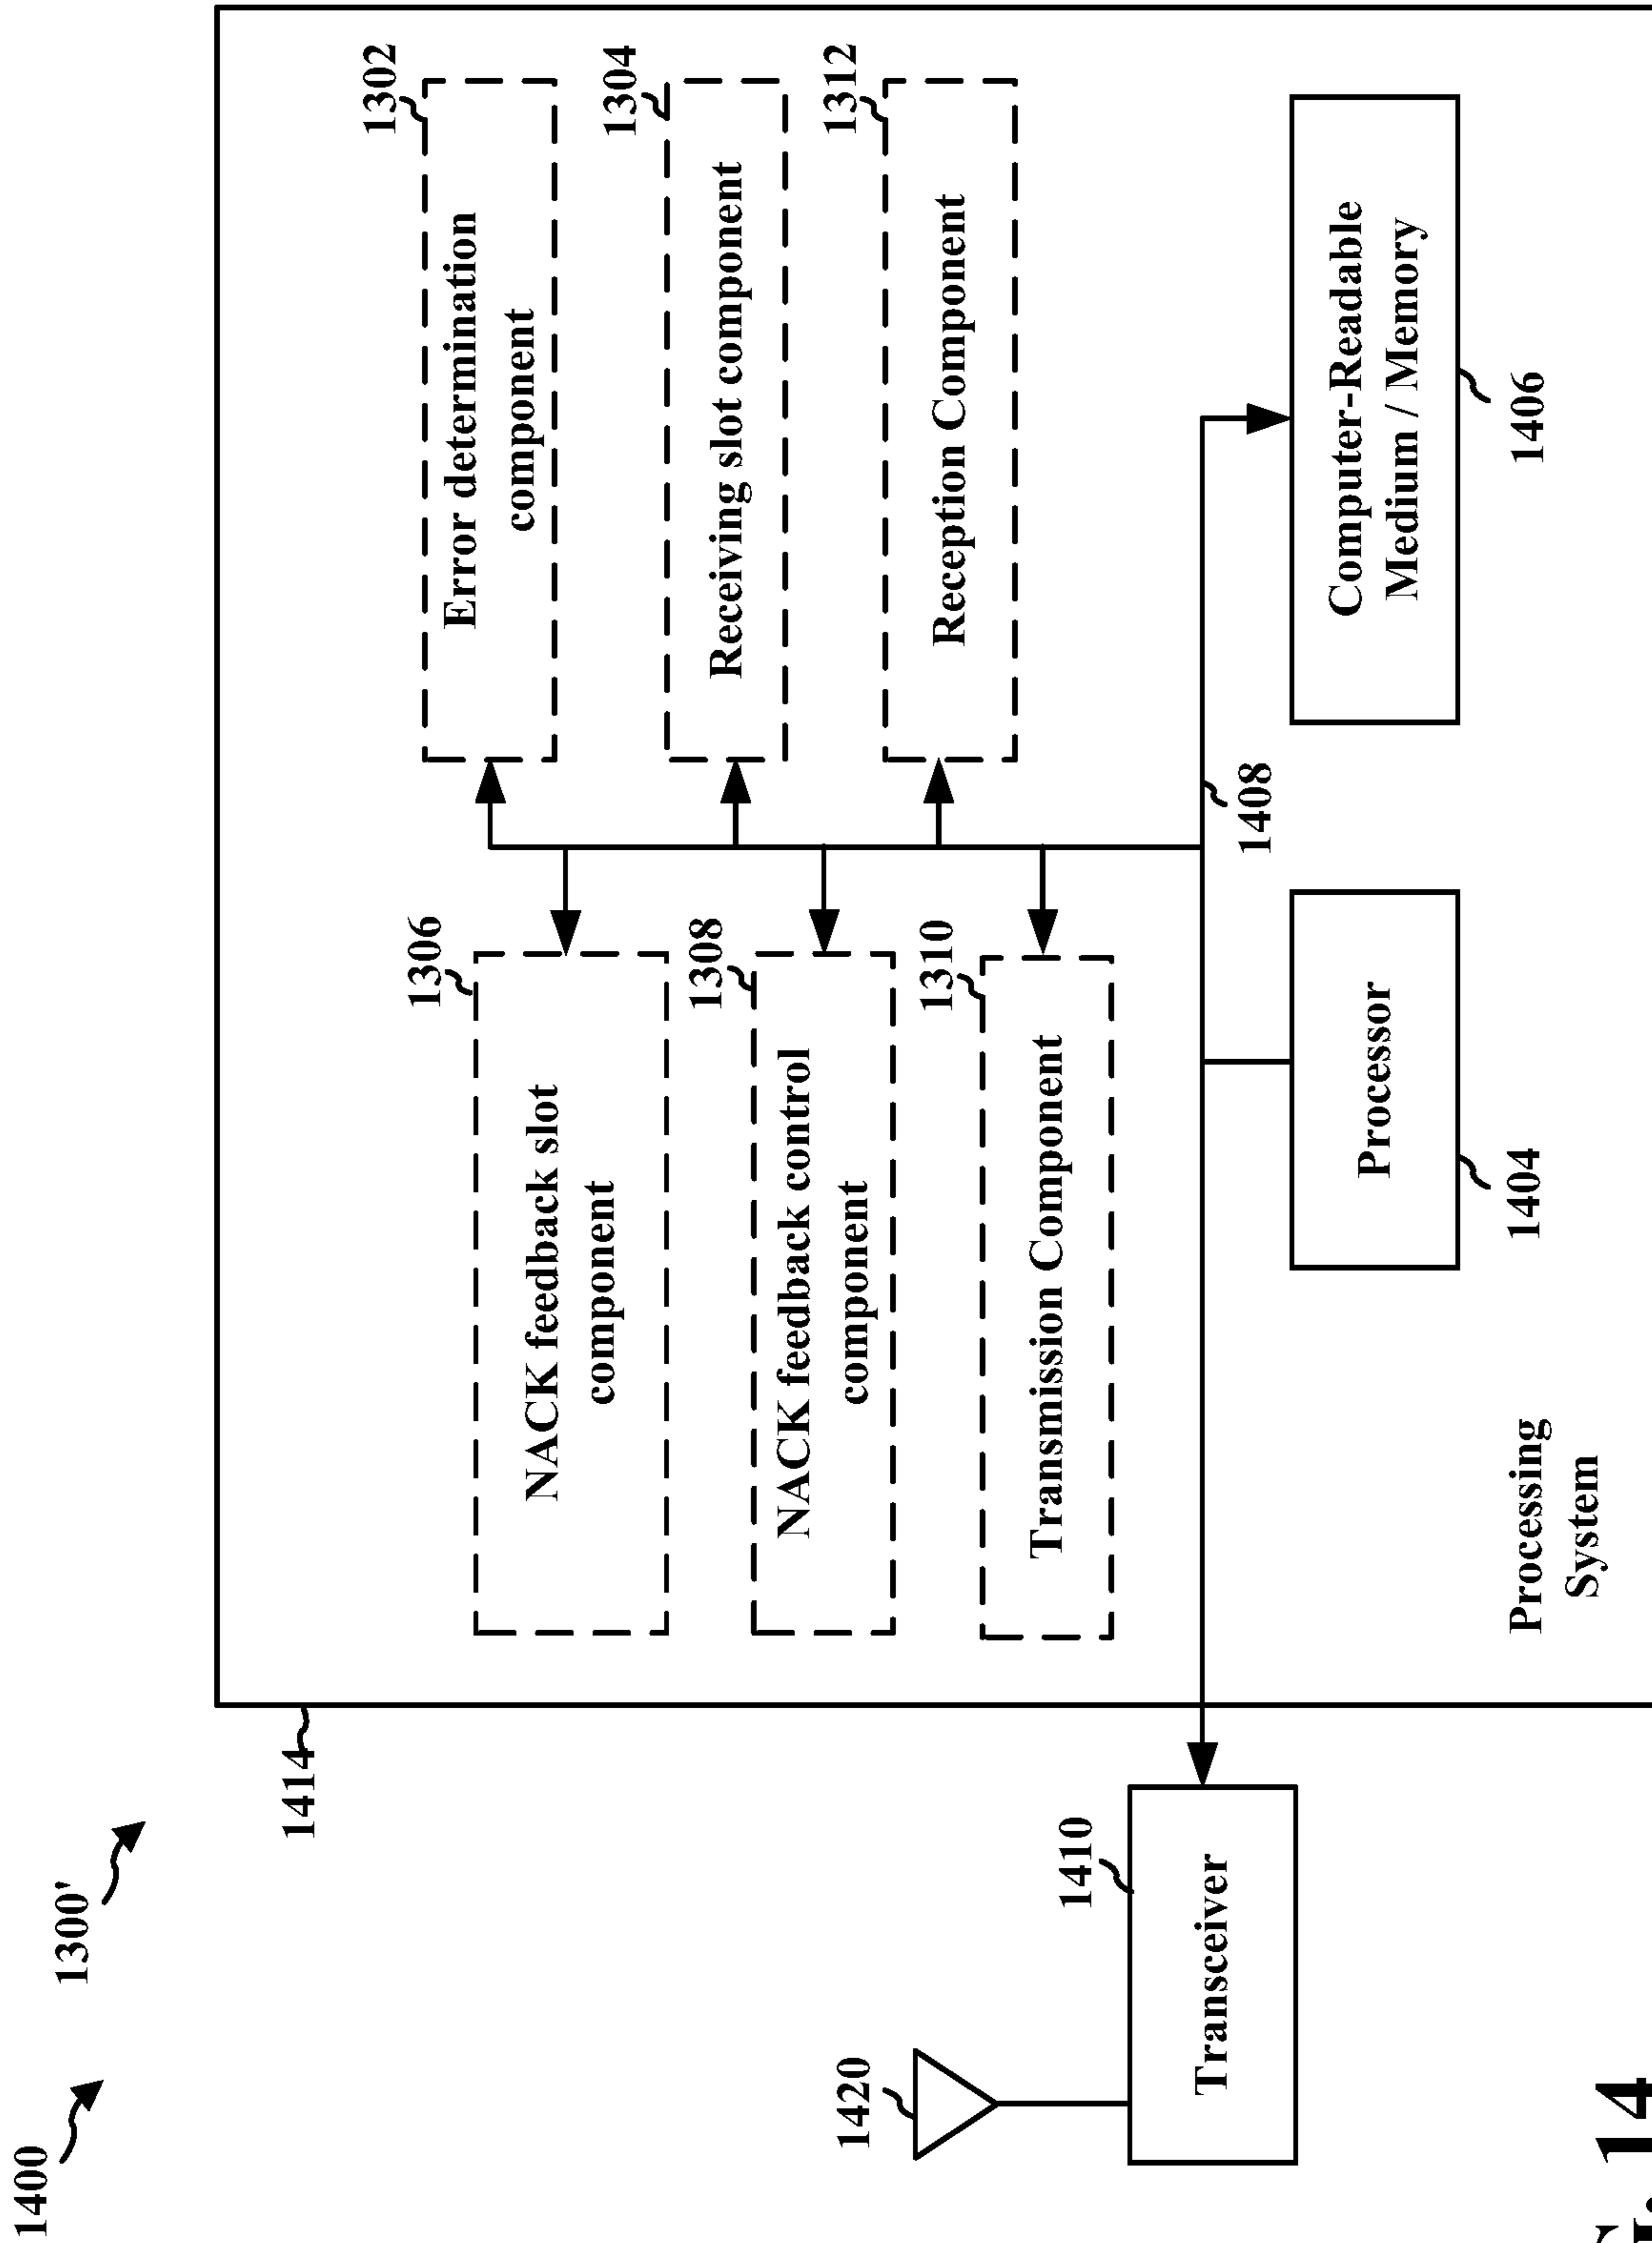 1400
1300'
1414
1306
NACK feedback slot
component
1302
Error determination
component
1308
NACK feedback control
component
1304
Receiving slot component
1310
Transmission Component
1312
Reception Component
1420
1410
Transceiver
1408
Processor
1404
Computer-Readable
Medium / Memory
1406
Processing
System
14